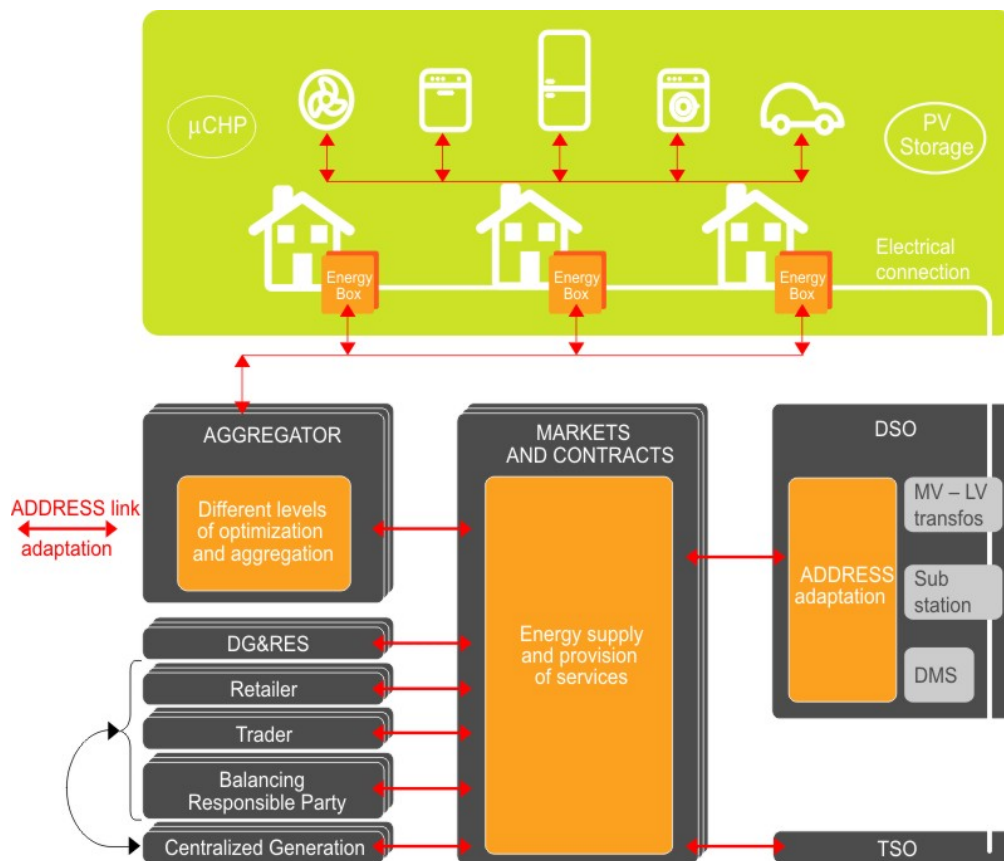 μCHP
PV
Storage
Electrical
connection
Energy
Box
Energy
Box
Energy
Box
AGGREGATOR
Different levels
of optimization
and aggregation
ADDRESS link
adaptation
MARKETS
AND CONTRACTS
Energy supply
and provision
of services
DSO
ADDRESS
adaptation
MV – LV
transfos
Sub
station
DMS
DG&RES
Retailer
Trader
Balancing
Responsible Party
Centralized Generation
TSO